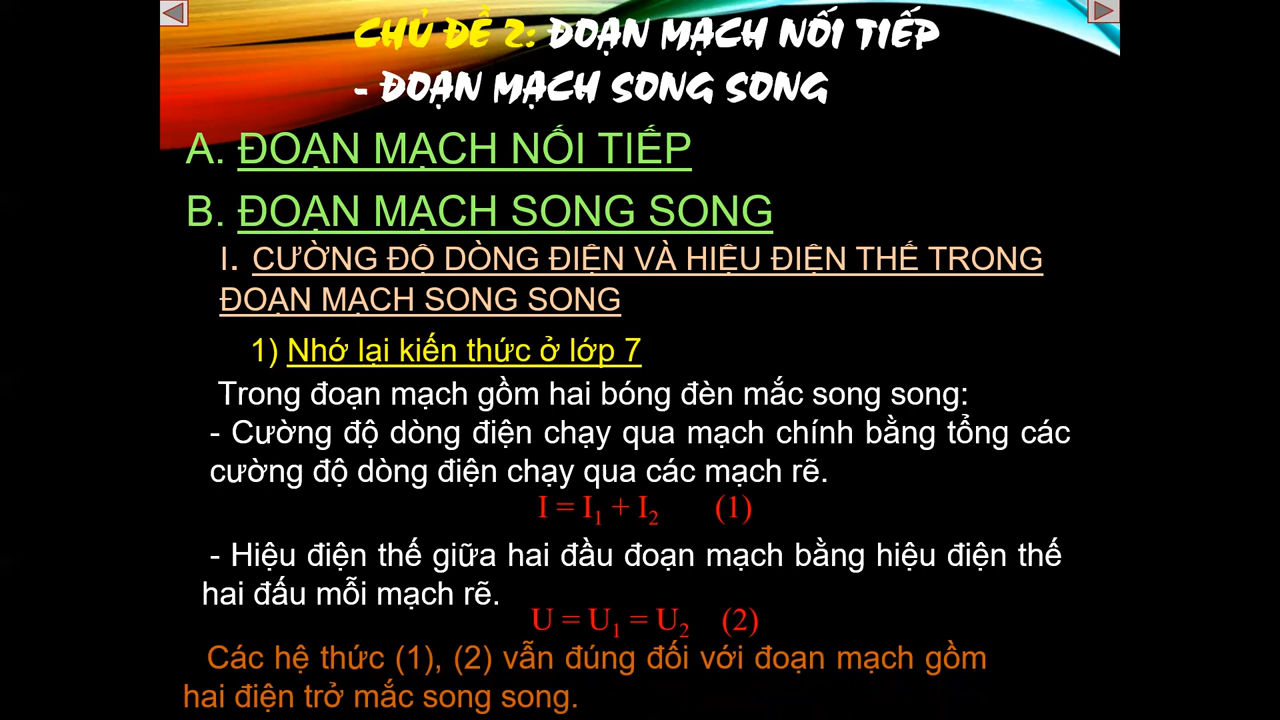 CHỦ ĐỀ 2: ĐOẠN MẠCH NỐI TIẾP
- ĐOẠN MẠCH SONG SONG
A. ĐOẠN MẠCH NỐI TIẾP
B. ĐOẠN MẠCH SONG SONG
I. CƯỜNG ĐỘ DÒNG ĐIỆN VÀ HIỆU ĐIỆN THẾ TRONG
ĐOẠN MẠCH SONG SONG
1) Nhớ lại kiến thức ở lớp 7
Trong đoạn mạch gồm hai bóng đèn mắc song song:
- Cường độ dòng điện chạy qua mạch chính bằng tổng các
cường độ dòng điện chạy qua các mạch rẽ.
I = I₁ + I₂ (1)
- Hiệu điện thế giữa hai đầu đoạn mạch bằng hiệu điện thế
hai đấu mỗi mạch rẽ.
U = U₁ = U₂ (2)
Các hệ thức (1), (2) vẫn đúng đối với đoạn mạch gồm
hai điện trở mắc song song.